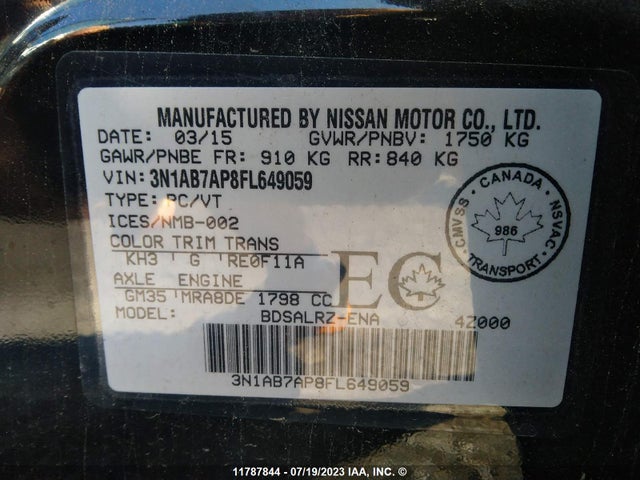 MANUFACTURED BY NISSAN MOTOR CO., LTD.
DATE: 03/15 GVWR/PNBV: 1750 KG
GAWR/PNBE FR: 910 KG RR: 840 KG
VIN: 3N1AB7AP8FL649059
TYPE: PC/VT
ICES/NMB-002
COLOR TRIM TRANS
KH3 G RE0F11A
AXLE ENGINE
GM35 MRA8DE 1798 CC
MODEL: BDSALRZ-ENA 4Z000
3N1AB7AP8FL649059
EC
CANADA
CMVSS 986 NSVAC
TRANSPORT
11787844 - 07/19/2023 IAA, INC. ©